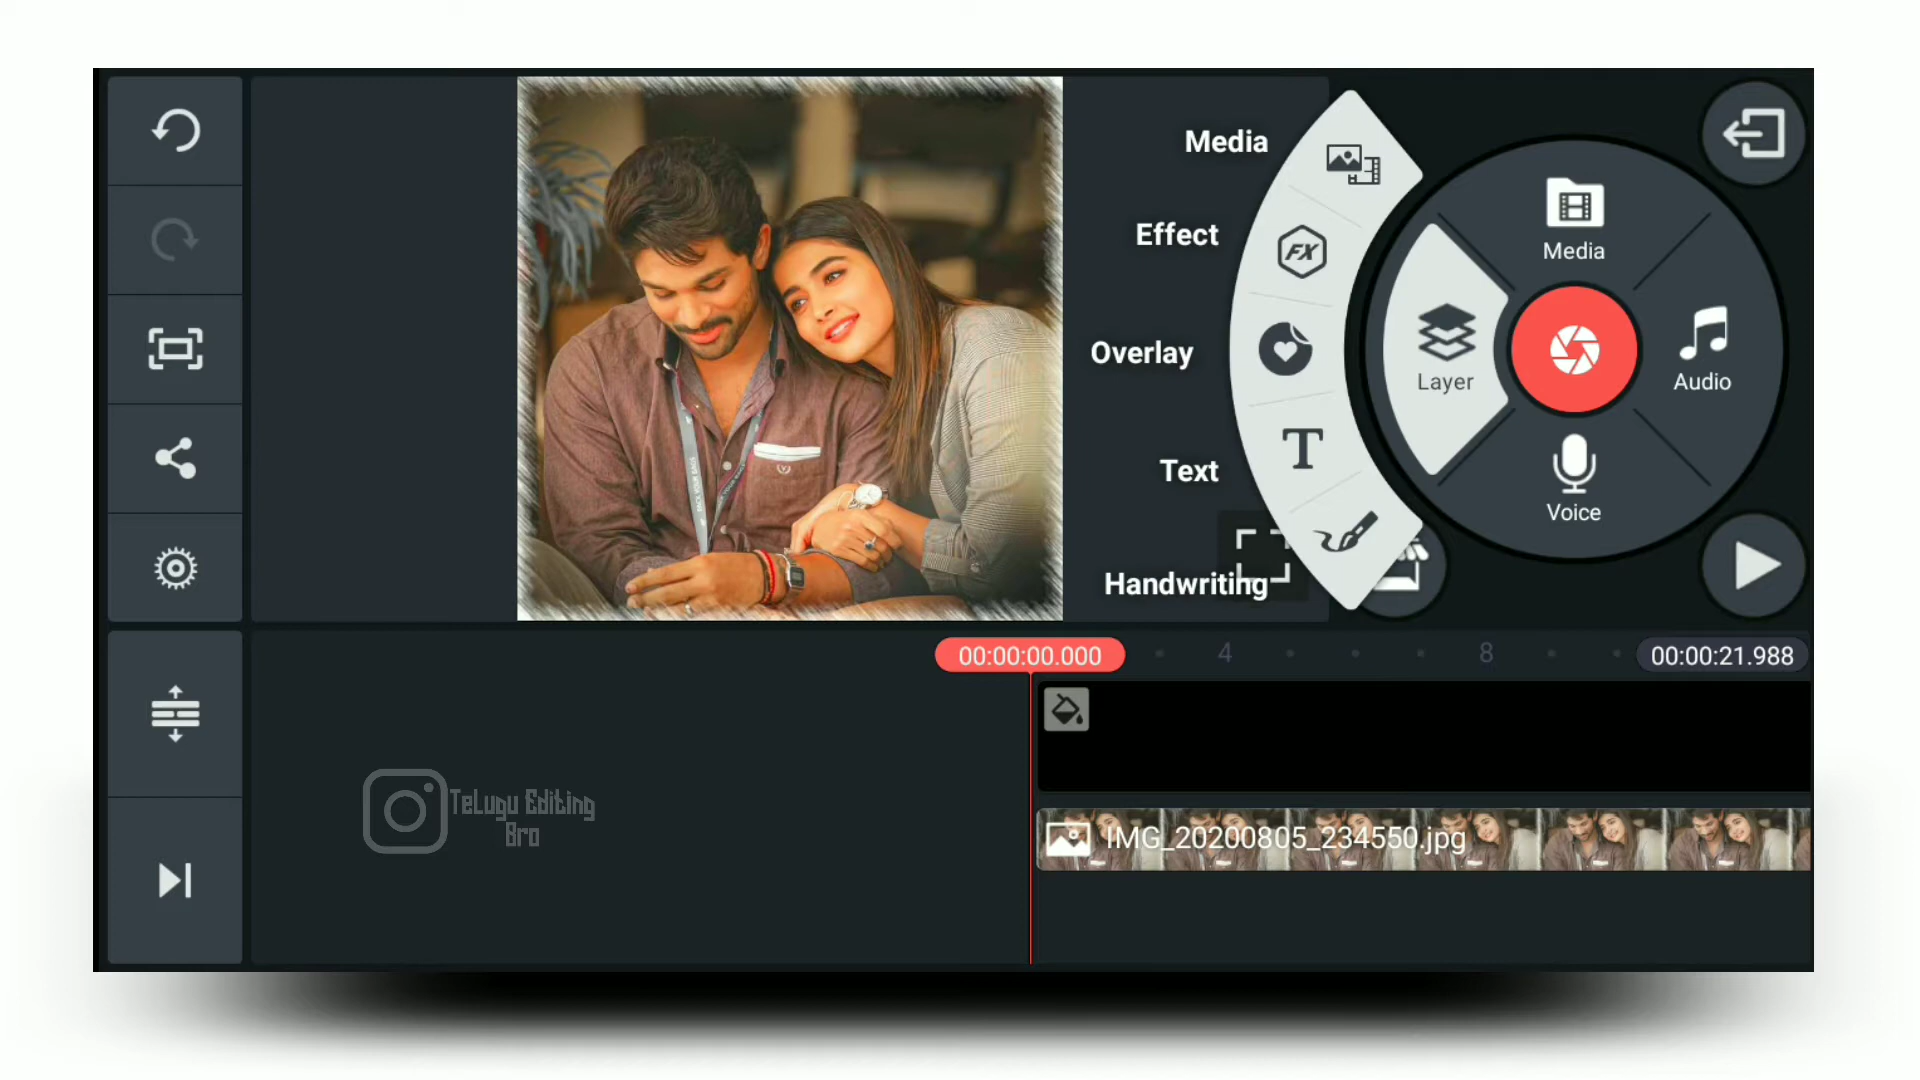 Media
Effect
Overlay
Text
Handwriting
Media
Layer
Audio
Voice
FX
T
00:00:00.000
4
8
00:00:21.988
IMG_20200805_234550.jpg
TeLugu Editing
Bro